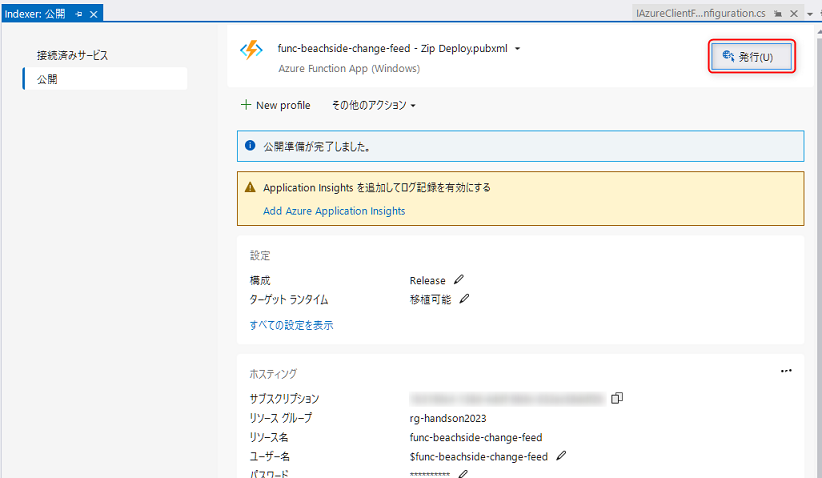 Indexer: 公開
IAzureClientF...nfiguration.cs
接続済みサービス
公開
func-beachside-change-feed - Zip Deploy.pubxml
Azure Function App (Windows)
発行(U)
New profile
その他のアクション
公開準備が完了しました。
Application Insights を追加してログ記録を有効にする
Add Azure Application Insights
設定
構成 Release
ターゲット ランタイム 移植可能
すべての設定を表示
ホスティング
サブスクリプション
リソース グループ rg-handson2023
リソース名 func-beachside-change-feed
ユーザー名 $func-beachside-change-feed
パスワード **********